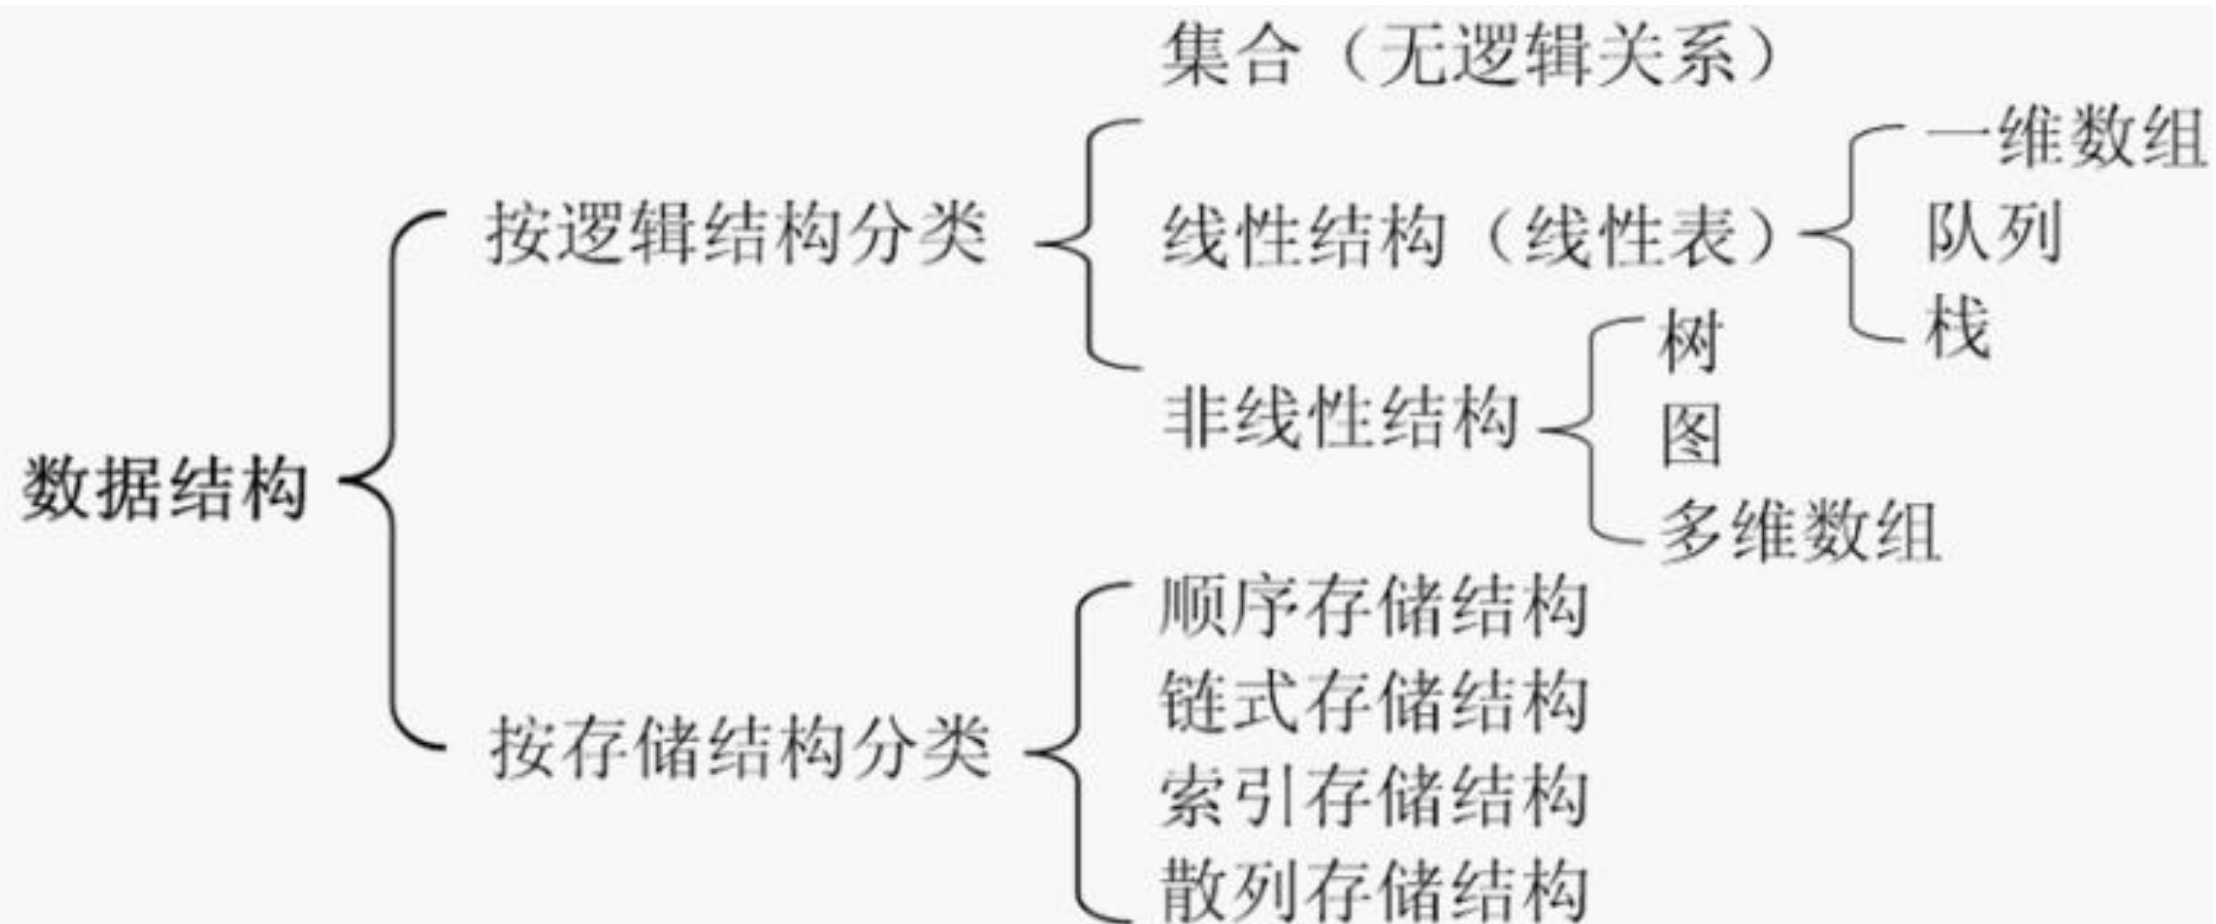 集合（无逻辑关系）
一维数组
按逻辑结构分类
线性结构（线性表）
队列
栈
树
非线性结构
图
数据结构
多维数组
顺序存储结构
链式存储结构
按存储结构分类
索引存储结构
散列存储结构